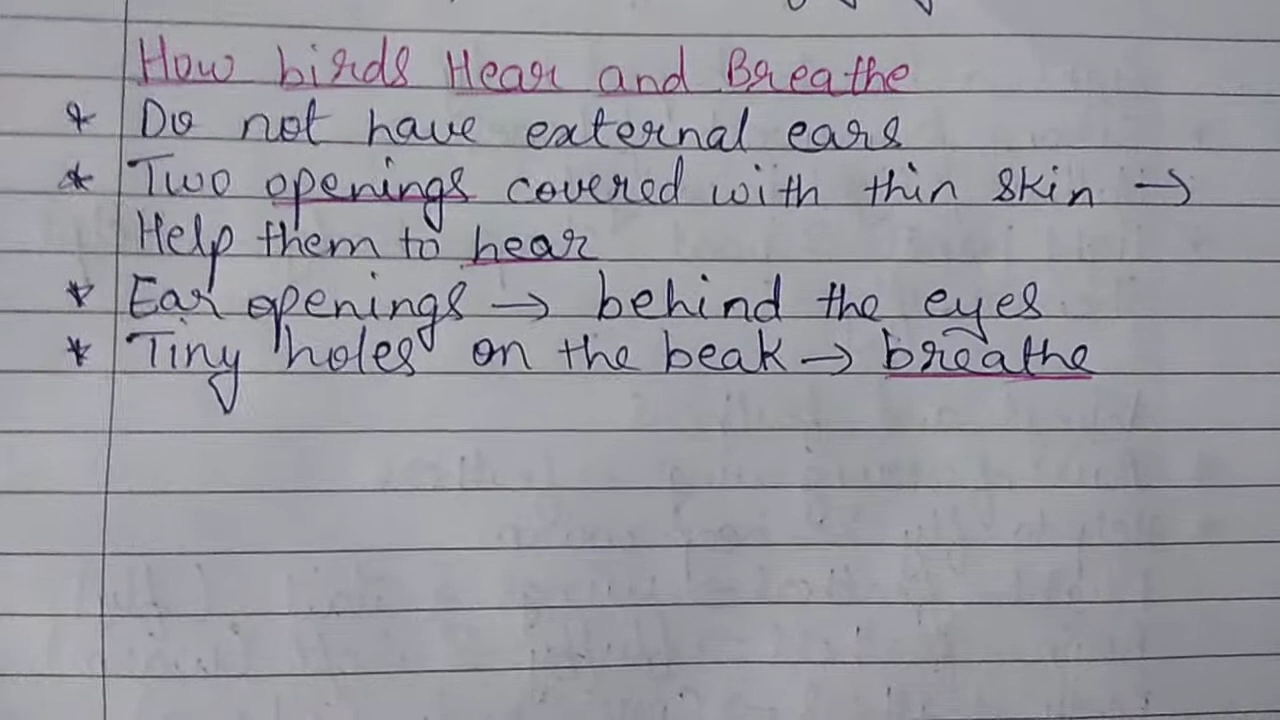 How birds Hear and Breathe
* Do not have external ears
* Two openings covered with thin skin →
Help them to hear
* Ear openings → behind the eyes
* Tiny holes on the beak → breathe